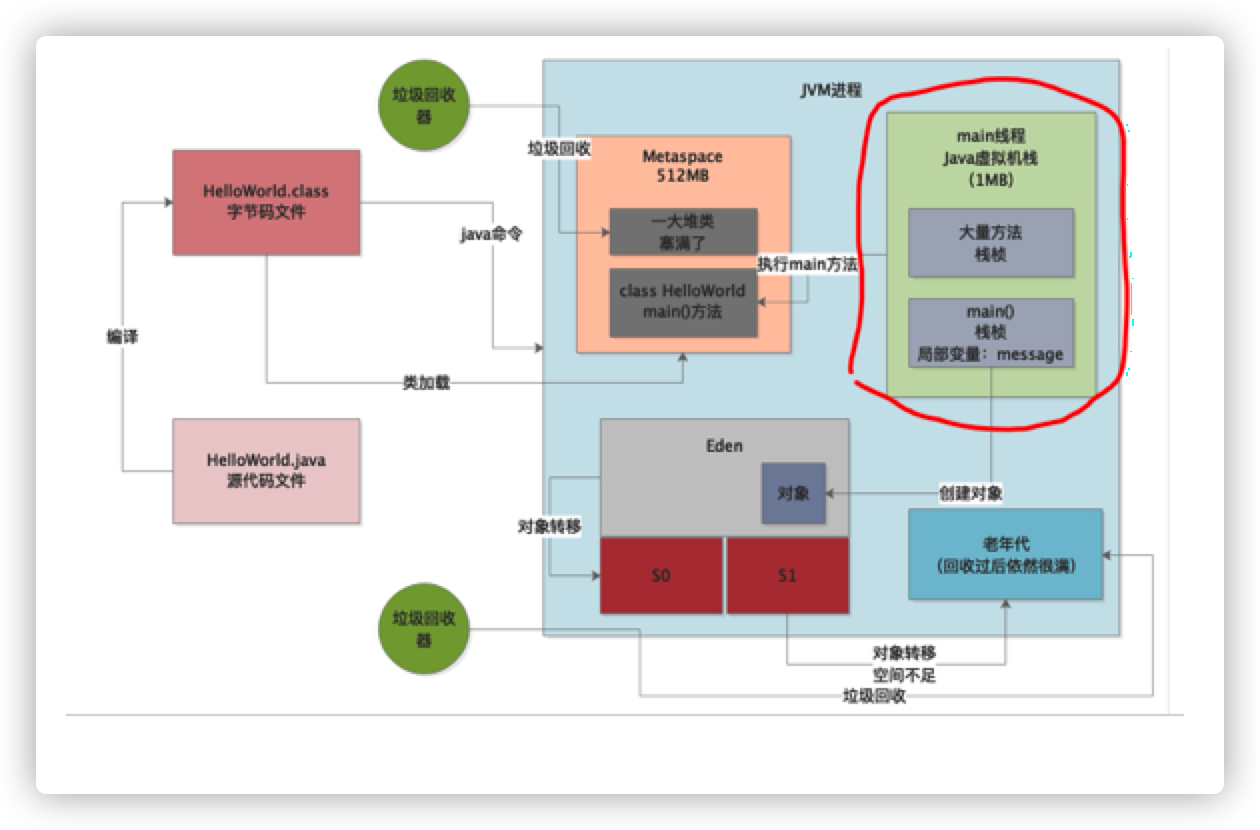 垃圾回收
器
JVM进程
垃圾回收
Metaspace
512MB
一大堆类
塞满了
class HelloWorld
main()方法
main线程
Java虚拟机栈
(1MB)
大量方法
栈桢
执行main方法
main()
栈桢
局部变量：message
HelloWorld.class
字节码文件
java命令
编译
类加载
HelloWorld.java
源代码文件
Eden
对象
创建对象
对象转移
S0
S1
老年代
(回收过后依然很满)
垃圾回收
器
对象转移
空间不足
垃圾回收